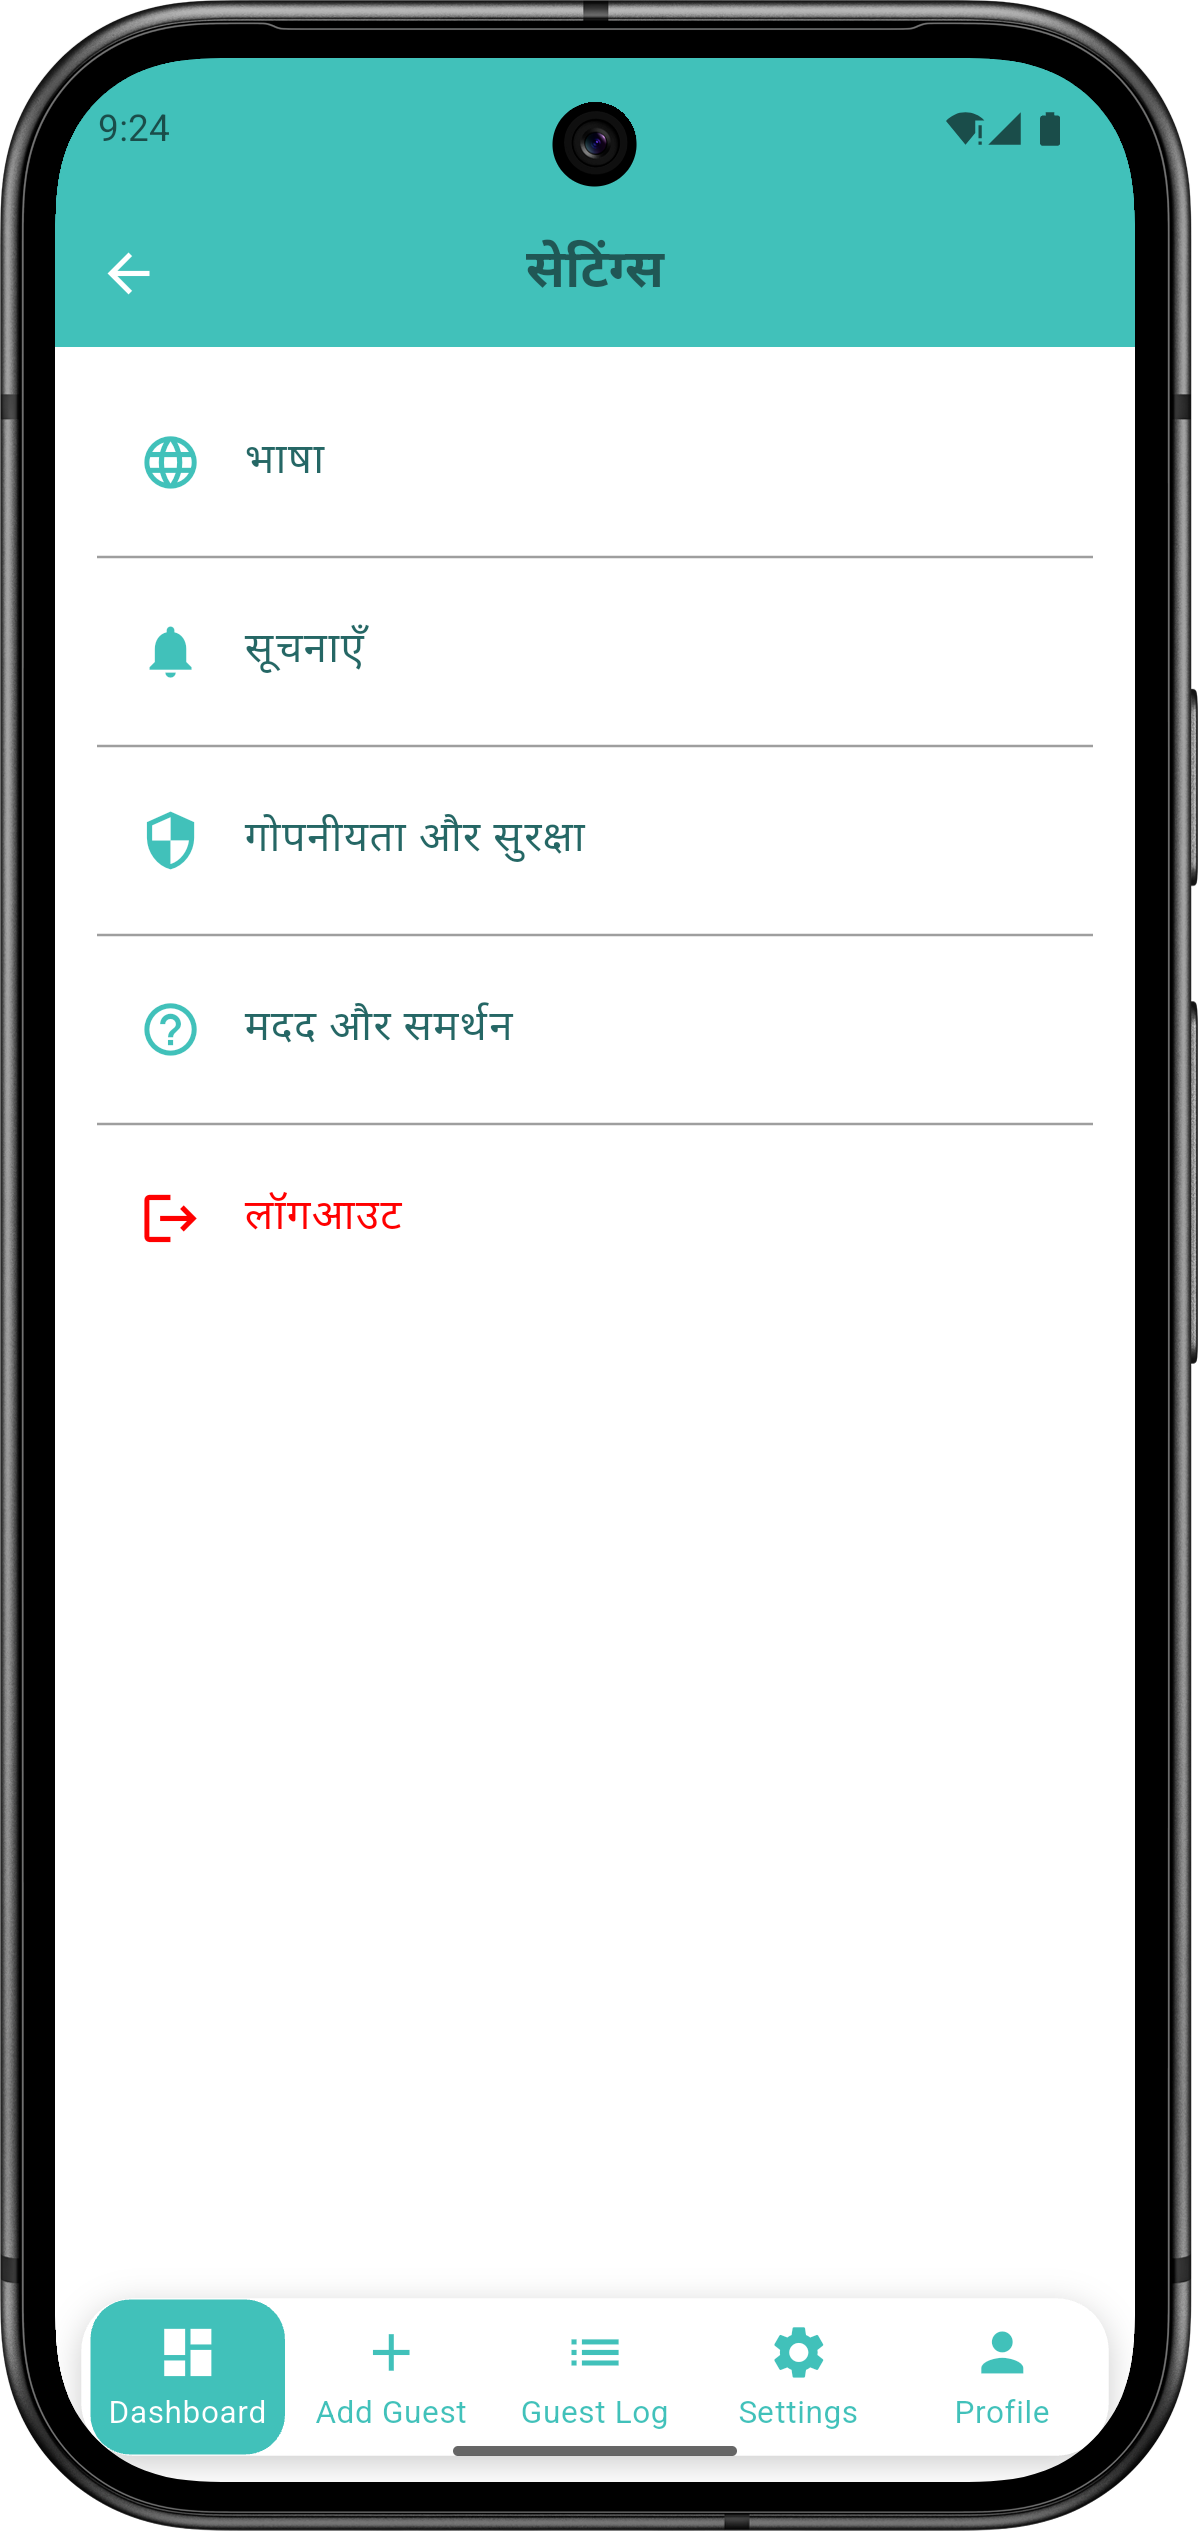 9:24
सेटिंग्स
भाषा
सूचनाएँ
गोपनीयता और सुरक्षा
मदद और समर्थन
लॉगआउट
Dashboard Add Guest Guest Log Settings Profile